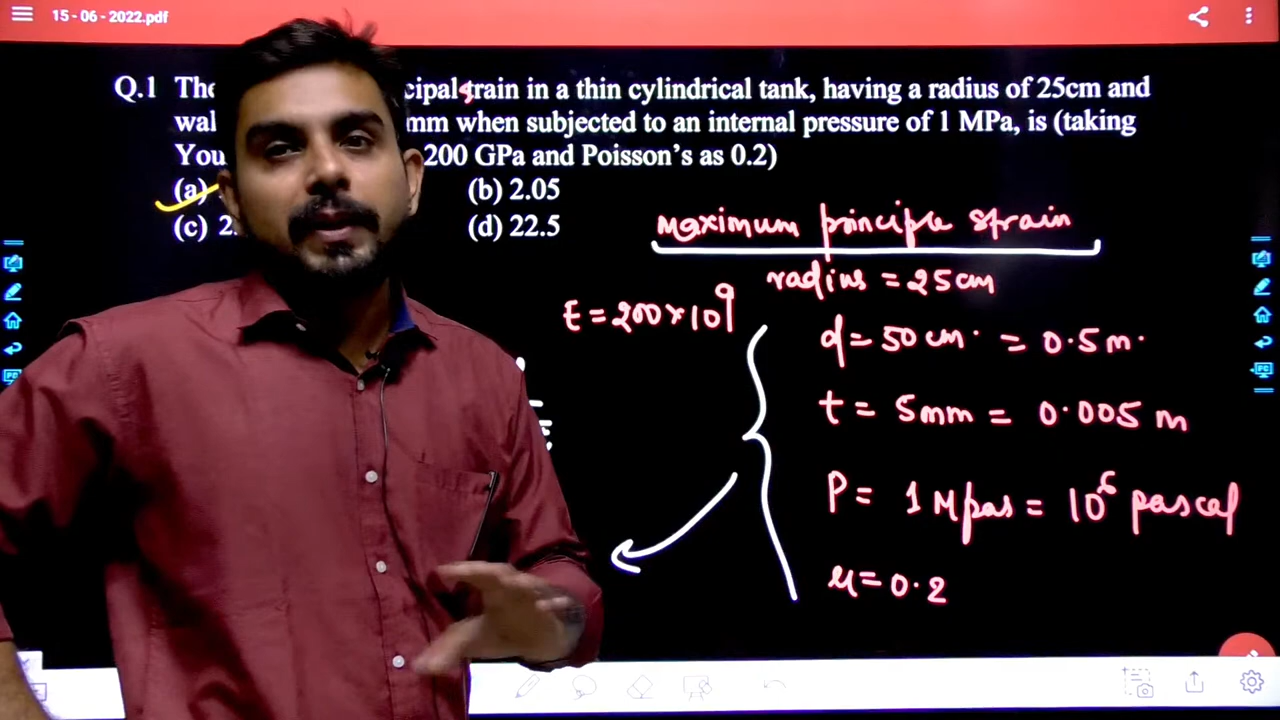 15 - 06 - 2022.pdf
Q.1 The cipal strain in a thin cylindrical tank, having a radius of 25cm and
wal mm when subjected to an internal pressure of 1 MPa, is (taking
You 200 GPa and Poisson's as 0.2)
(a) (b) 2.05
(c) 2. (d) 22.5
Maximum principle strain
radius = 25cm
E = 200×10⁹
d = 50 cm = 0.5 m.
t = 5mm = 0.005 m
P = 1 Mpas = 10⁶ pascal
μ = 0.2